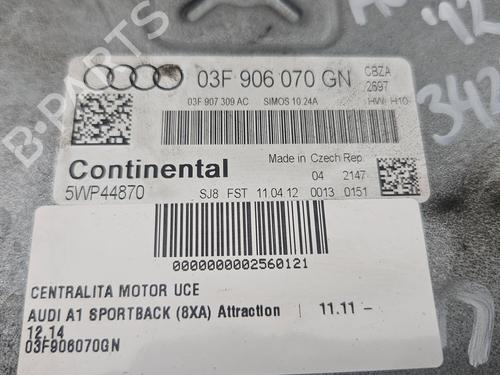 B-PARTS
'12
342
03F 906 070 GN
CBZA
2697
03F 907 309 AC SIMOS 10.24A HW: H10
Continental
Made in Czech Rep
04 2147
5WP44870
SJ8 FST 11.04.12 0013 0151
0000000002560121
CENTRALITA MOTOR UCE
AUDI A1 SPORTBACK (8XA) Attraction | 11.11 -
12.14
03F906070GN